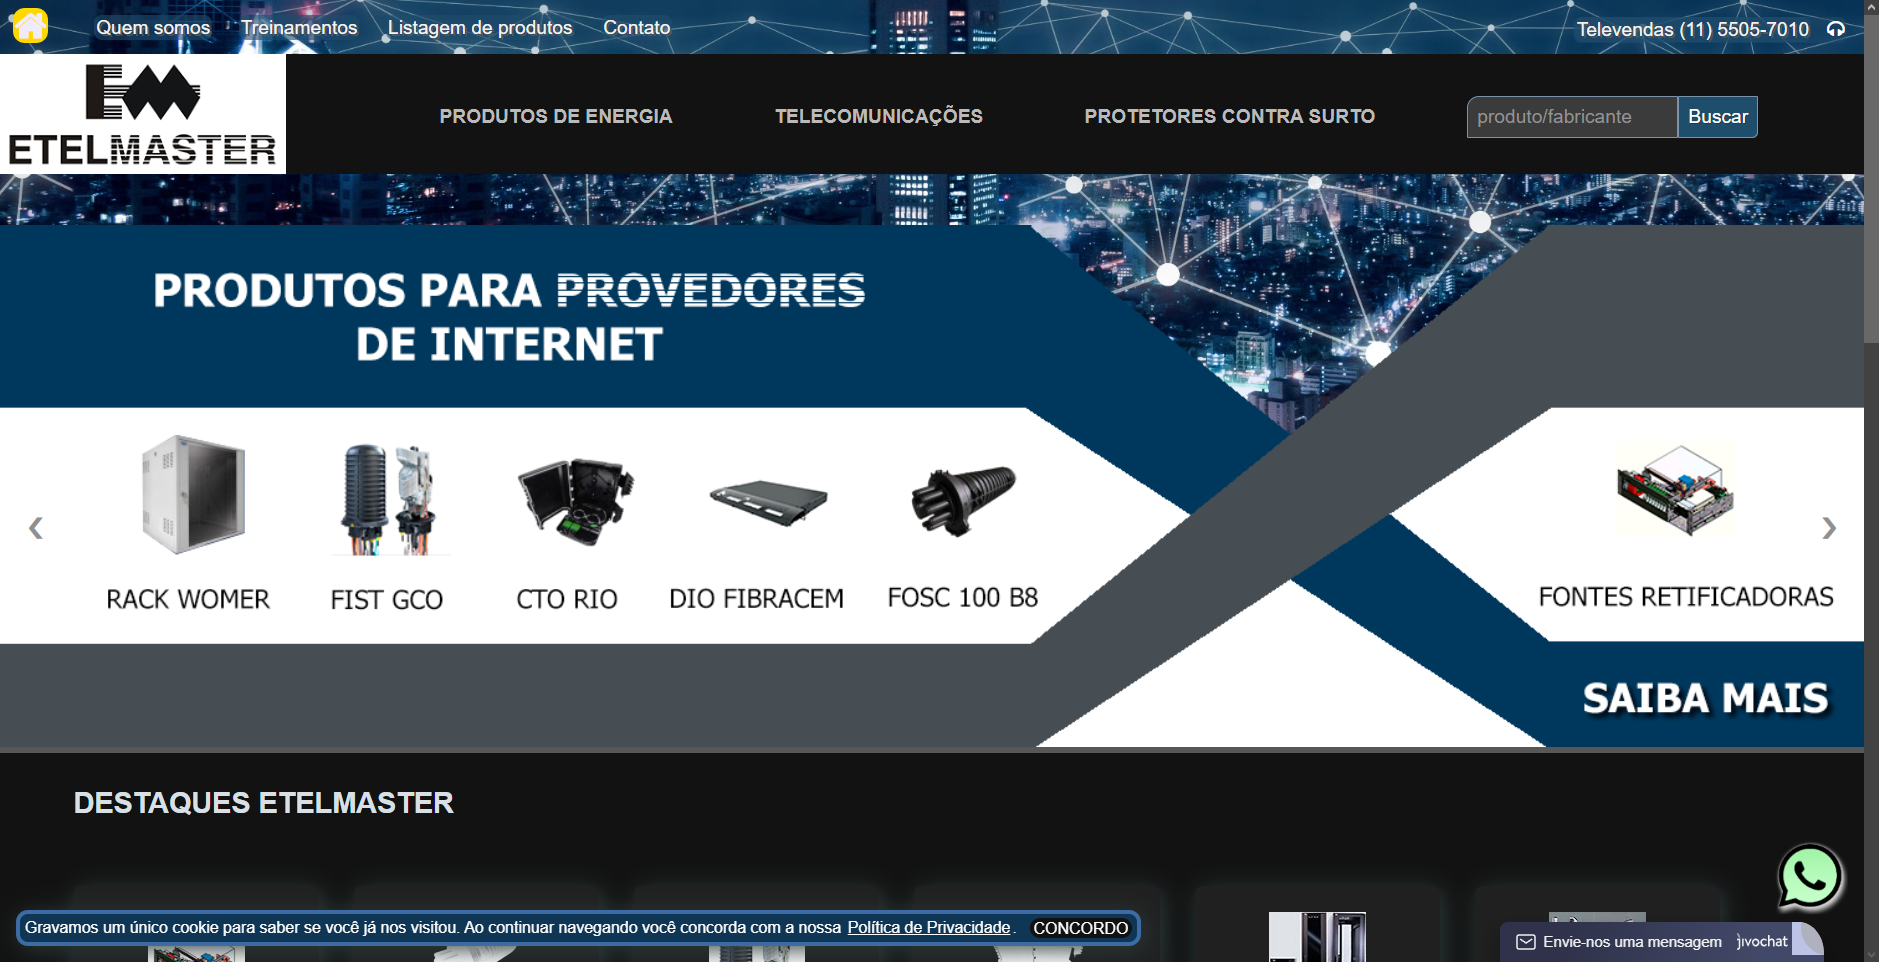 Quem somos
Treinamentos
Listagem de produtos
Contato
Televendas (11) 5505-7010
EM
ETELMASTER
PRODUTOS DE ENERGIA
TELECOMUNICAÇÕES
PROTETORES CONTRA SURTO
produto/fabricante
Buscar
PRODUTOS PARA PROVEDORES
DE INTERNET
RACK WOMER
FIST GCO
CTO RIO
DIO FIBRACEM
FOSC 100 B8
FONTES RETIFICADORAS
SAIBA MAIS
DESTAQUES ETELMASTER
Gravamos um único cookie para saber se você já nos visitou. Ao continuar navegando você concorda com a nossa Política de Privacidade. CONCORDO
Envie-nos uma mensagem
jivochat